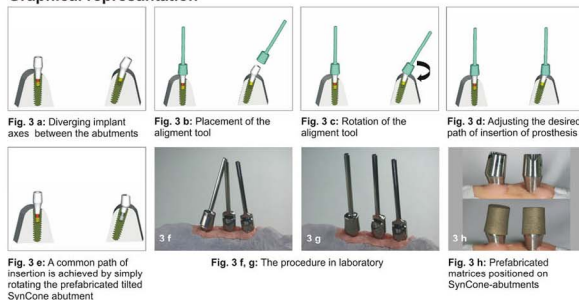 Graphical representation
Fig. 3 a: Diverging implant
axes between the abutments
Fig. 3 b: Placement of the
aligment tool
Fig. 3 c: Rotation of the
aligment tool
Fig. 3 d: Adjusting the desired
path of insertion of prosthesis
3 f
3 g
3 h
Fig. 3 e: A common path of
insertion is achieved by simply
rotating the prefabricated tilted
SynCone abutment
Fig. 3 f, g: The procedure in laboratory
Fig. 3 h: Prefabricated
matrices positioned on
SynCone-abutments